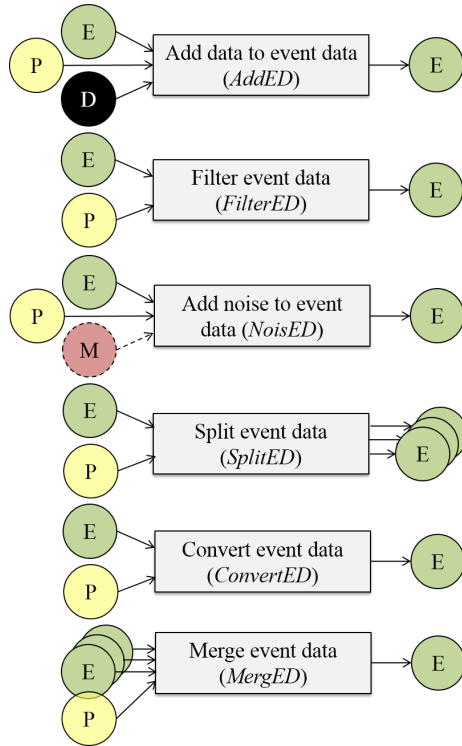 E
P
D
Add data to event data
(AddED)
E
E
P
Filter event data
(FilterED)
E
E
P
M
Add noise to event
data (NoisED)
E
E
P
Split event data
(SplitED)
E
E
P
Convert event data
(ConvertED)
E
E
P
Merge event data
(MergED)
E